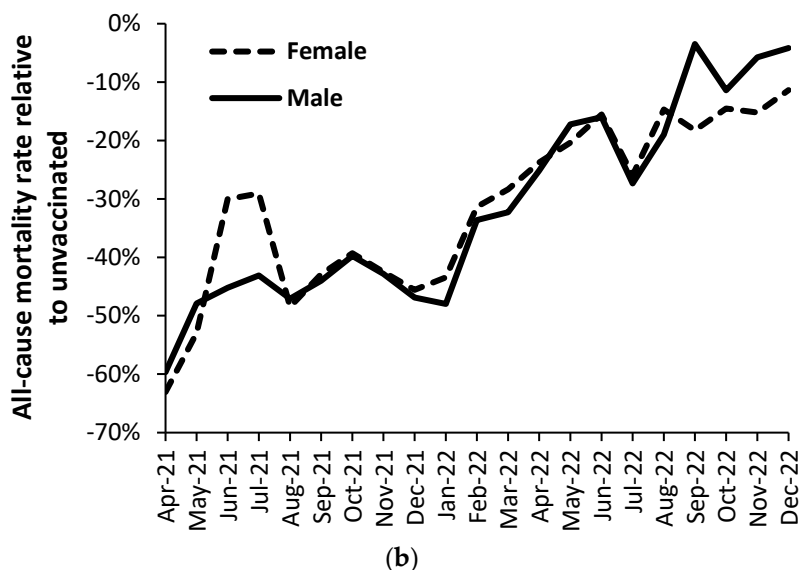 0%
-10%
-20%
-30%
-40%
-50%
-60%
-70%
All-cause mortality rate relative
to unvaccinated
Female
Male
Apr-21
May-21
Jun-21
Jul-21
Aug-21
Sep-21
Oct-21
Nov-21
Dec-21
Jan-22
Feb-22
Mar-22
Apr-22
May-22
Jun-22
Jul-22
Aug-22
Sep-22
Oct-22
Nov-22
Dec-22
(b)